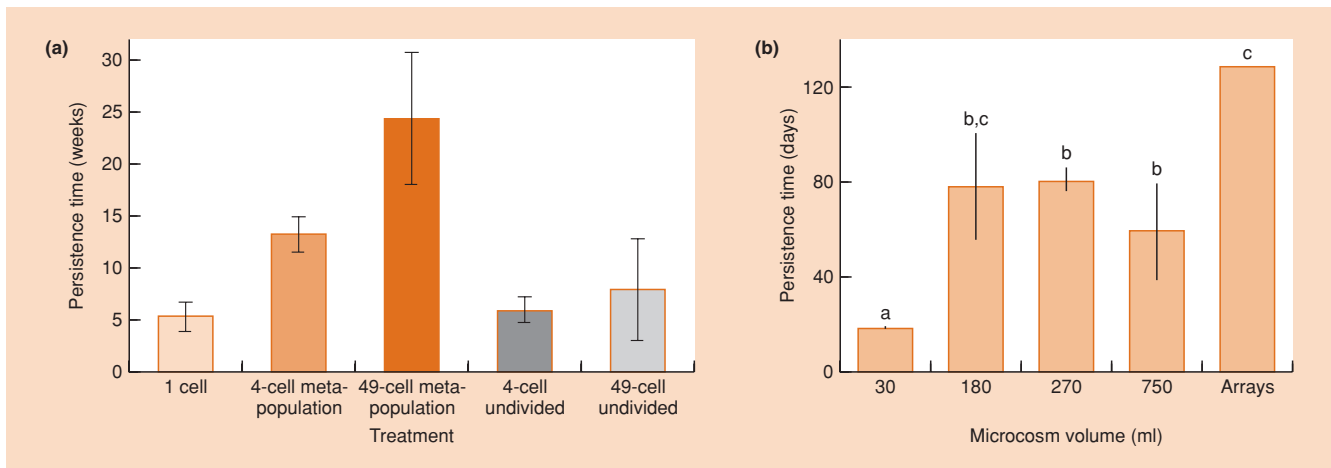 (a)
30
25
20
15
10
5
0
Persistence time (weeks)
1 cell
4-cell meta-
population
49-cell meta-
population
4-cell
undivided
49-cell
undivided
Treatment
(b)
120
80
40
0
Persistence time (days)
a
b,c
b
b
c
30
180
270
750
Arrays
Microcosm volume (ml)